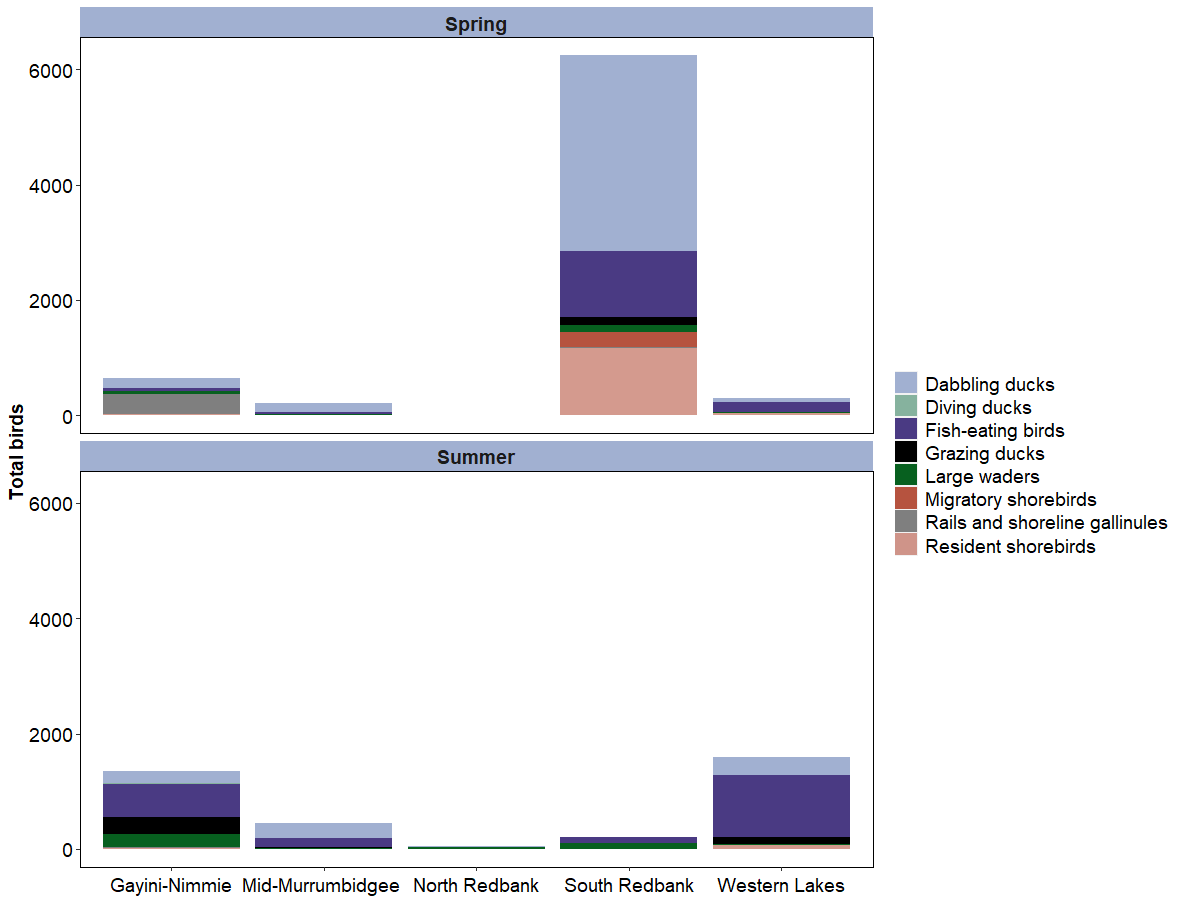 Spring
6000
4000
2000
0
Summer
6000
4000
2000
0
Total birds
Gayini-Nimmie Mid-Murrumbidgee North Redbank South Redbank Western Lakes
Dabbling ducks
Diving ducks
Fish-eating birds
Grazing ducks
Large waders
Migratory shorebirds
Rails and shoreline gallinules
Resident shorebirds